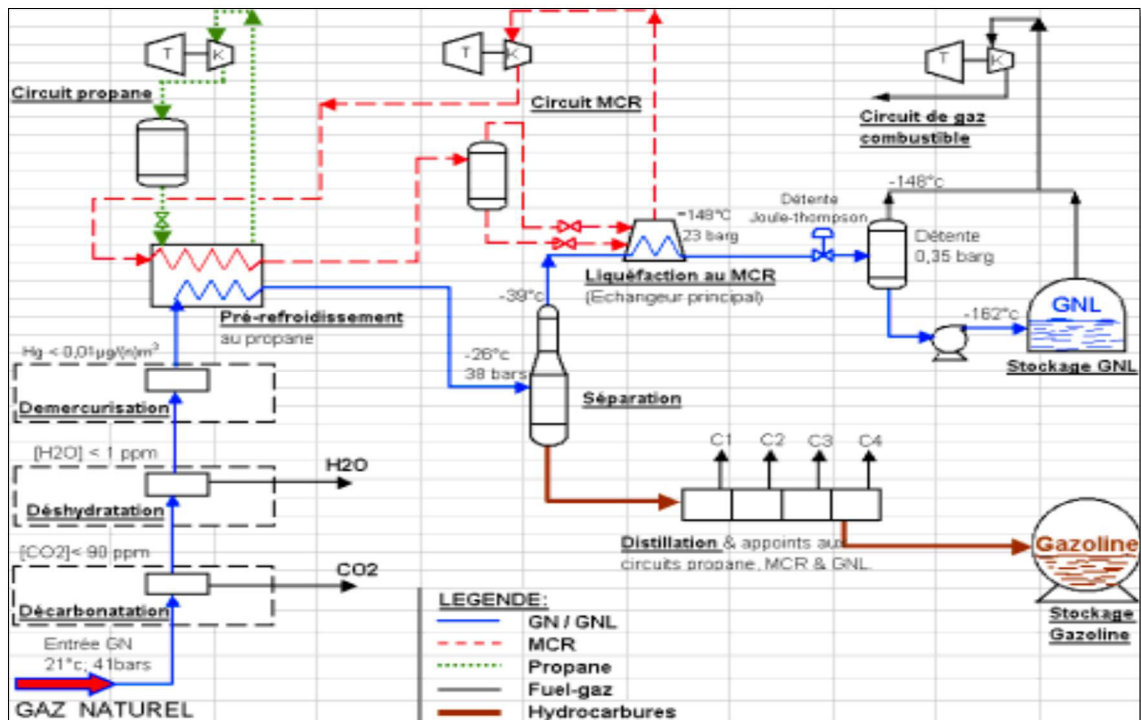 T
K
Circuit propane
T
K
Circuit MCR
T
K
Circuit de gaz
combustible
-148°c
Détente
Joule-thompson
=148°C
23 barg
Détente
0,35 barg
Liquéfaction au MCR
(Echangeur principal)
-39°c
GNL
-162°c
Stockage GNL
Pré-refroidissement
au propane
-26°c
38 bars
Séparation
Hg < 0,01µg/(n)m³
Demercurisation
[H2O] < 1 ppm
H2O
Déshydratation
[CO2]< 90 ppm
CO2
Décarbonatation
C1
C2
C3
C4
Distillation & appoints aux
circuits propane, MCR & GNL.
Gazoline
Stockage
Gazoline
Entrée GN
21°c; 41bars
GAZ NATUREL
LEGENDE:
GN / GNL
MCR
Propane
Fuel-gaz
Hydrocarbures